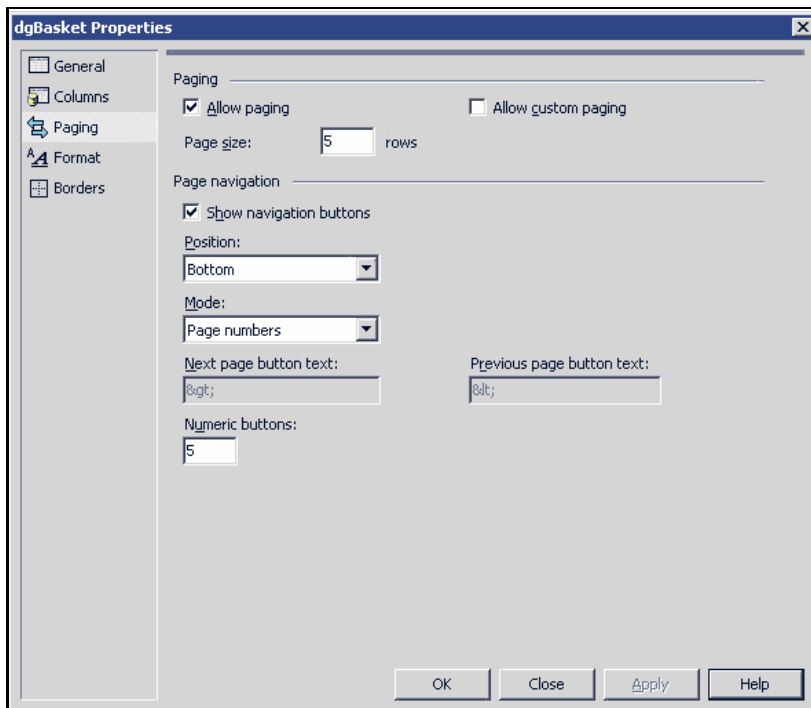 dgBasket Properties
General
Columns
Paging
Format
Borders
Paging
Allow paging
Allow custom paging
Page size:
5
rows
Page navigation
Show navigation buttons
Position:
Bottom
Mode:
Page numbers
Next page button text:
Previous page button text:
&gt;
&lt;
Numeric buttons:
5
OK
Close
Apply
Help